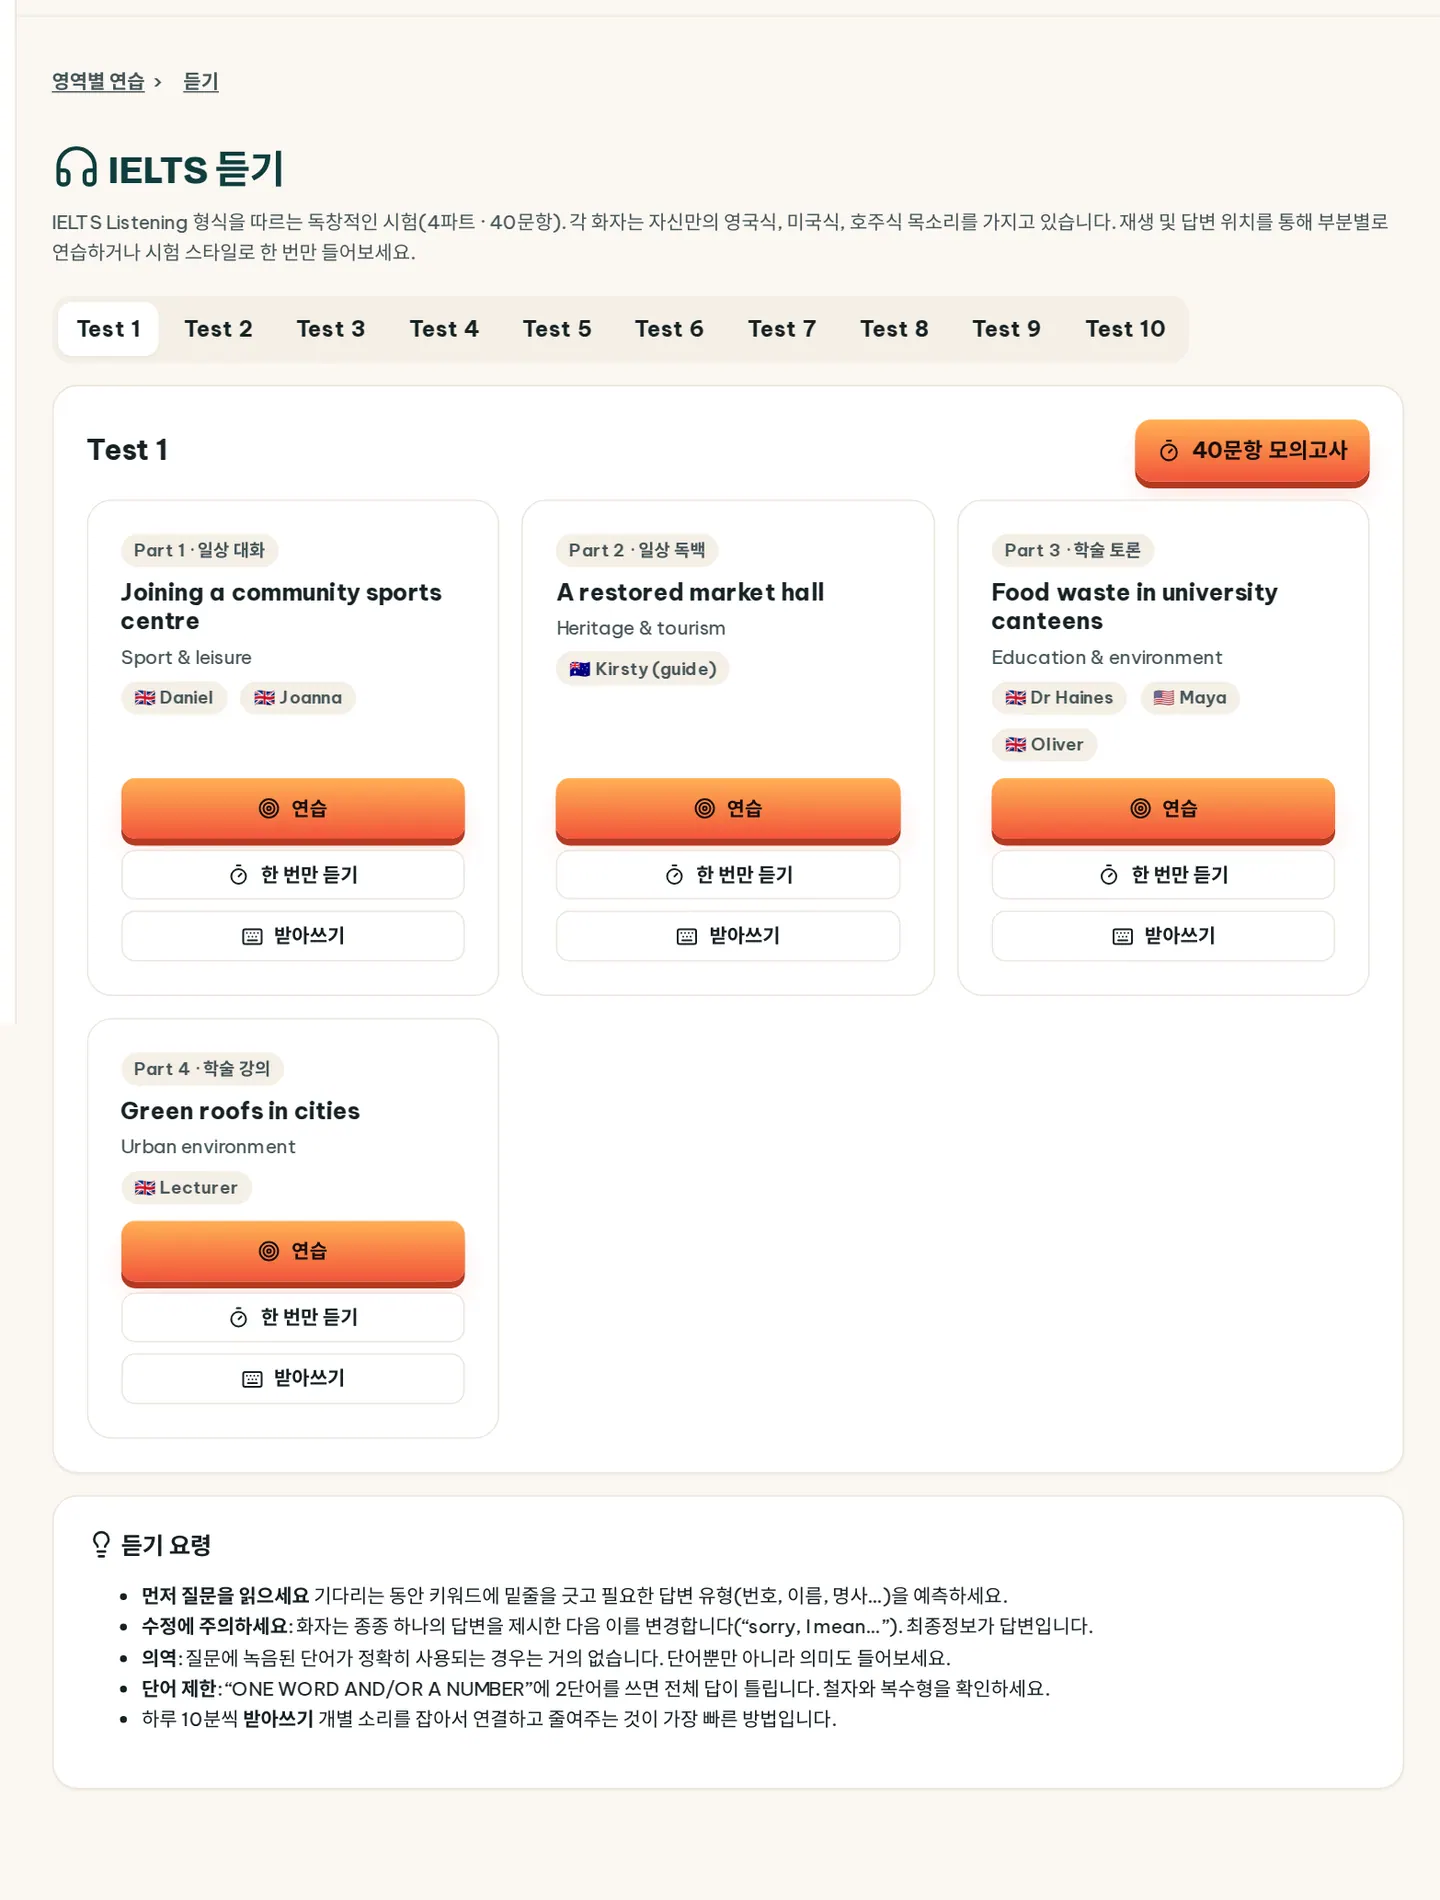 영역별 연습 › 듣기
IELTS 듣기
IELTS Listening 형식을 따르는 독창적인 시험(4파트 · 40문항). 각 화자는 자신만의 영국식, 미국식, 호주식 목소리를 가지고 있습니다. 재생 및 답변 위치를 통해 부분별로
연습하거나 시험 스타일로 한 번만 들어보세요.
Test 1 Test 2 Test 3 Test 4 Test 5 Test 6 Test 7 Test 8 Test 9 Test 10
Test 1
40문항 모의고사
Part 1 · 일상 대화
Joining a community sports
centre
Sport & leisure
🇬🇧 Daniel 🇬🇧 Joanna
연습
한 번만 듣기
받아쓰기
Part 2 · 일상 독백
A restored market hall
Heritage & tourism
🇦🇺 Kirsty (guide)
연습
한 번만 듣기
받아쓰기
Part 3 · 학술 토론
Food waste in university
canteens
Education & environment
🇬🇧 Dr Haines 🇺🇸 Maya
🇬🇧 Oliver
연습
한 번만 듣기
받아쓰기
Part 4 · 학술 강의
Green roofs in cities
Urban environment
🇬🇧 Lecturer
연습
한 번만 듣기
받아쓰기
듣기 요령
• 먼저 질문을 읽으세요 기다리는 동안 키워드에 밑줄을 긋고 필요한 답변 유형(번호, 이름, 명사...)을 예측하세요.
• 수정에 주의하세요: 화자는 종종 하나의 답변을 제시한 다음 이를 변경합니다(“sorry, I mean...”). 최종정보가 답변입니다.
• 의역: 질문에 녹음된 단어가 정확히 사용되는 경우는 거의 없습니다. 단어뿐만 아니라 의미도 들어보세요.
• 단어 제한: “ONE WORD AND/OR A NUMBER”에 2단어를 쓰면 전체 답이 틀립니다. 철자와 복수형을 확인하세요.
• 하루 10분씩 받아쓰기 개별 소리를 잡아서 연결하고 줄여주는 것이 가장 빠른 방법입니다.